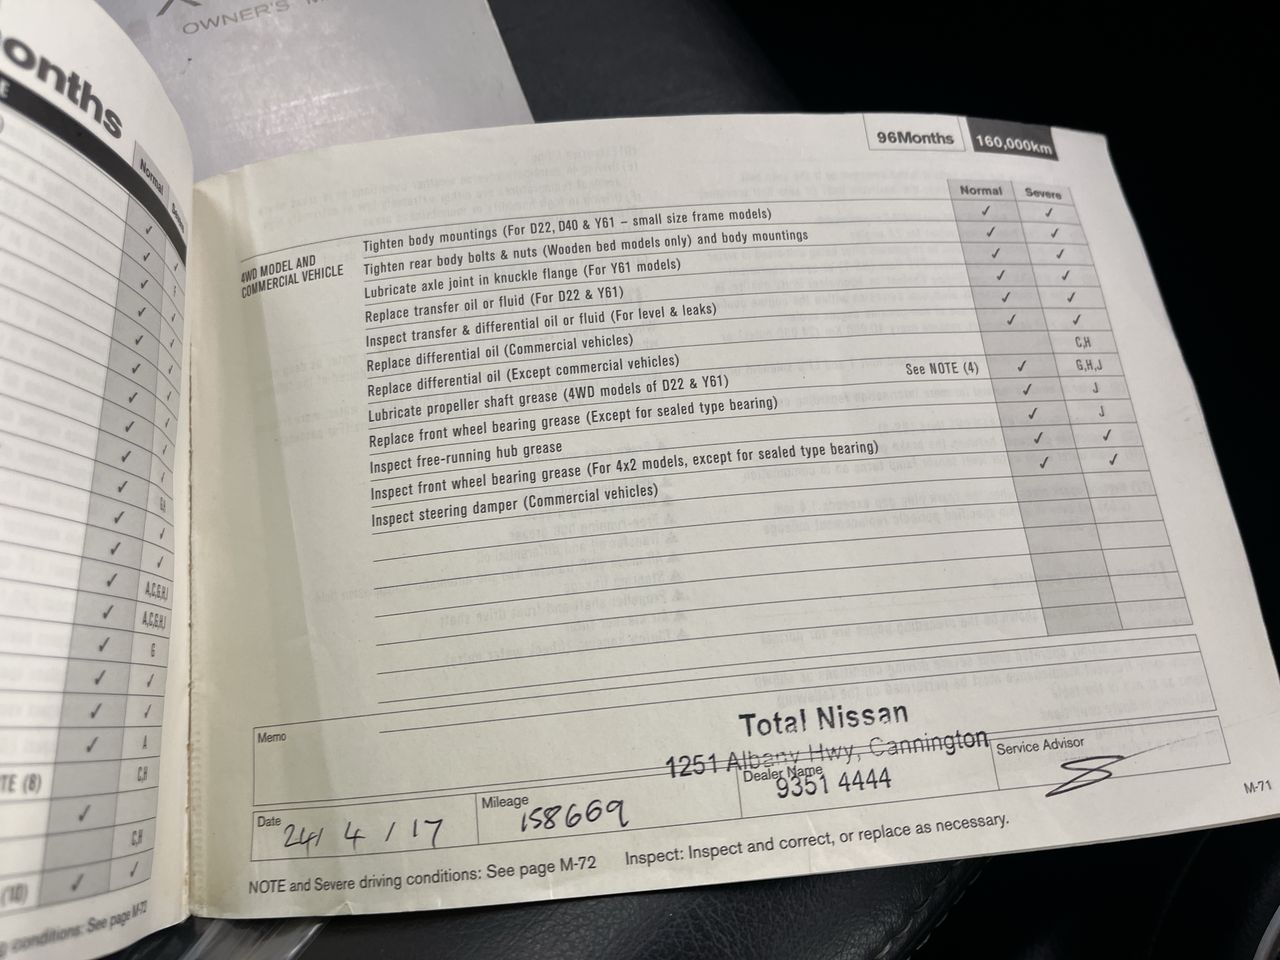 OWNER'S M
onths
Normal
A,C,G,H,J
A,C,G,H,J
G
A
C,H
TE (8)
C,H
(10)
conditions: See page M-72
96Months 160,000km
Normal Severe
4WD MODEL AND
COMMERCIAL VEHICLE
Tighten body mountings (For D22, D40 & Y61 – small size frame models) ✓ ✓
Tighten rear body bolts & nuts (Wooden bed models only) and body mountings ✓ ✓
Lubricate axle joint in knuckle flange (For Y61 models) ✓ ✓
Replace transfer oil or fluid (For D22 & Y61) ✓ ✓
Inspect transfer & differential oil or fluid (For level & leaks) ✓ ✓
Replace differential oil (Commercial vehicles) ✓ ✓
Replace differential oil (Except commercial vehicles) C,H
Lubricate propeller shaft grease (4WD models of D22 & Y61) See NOTE (4) ✓ G,H,J
Replace front wheel bearing grease (Except for sealed type bearing) ✓ J
Inspect free-running hub grease ✓ J
Inspect front wheel bearing grease (For 4x2 models, except for sealed type bearing) ✓ ✓
Inspect steering damper (Commercial vehicles) ✓ ✓
Memo
Total Nissan
1251 Albany Hwy, Cannington
9351 4444
Date 24/ 4 / 17
Mileage 158669
Dealer Name
Service Advisor
NOTE and Severe driving conditions: See page M-72 Inspect: Inspect and correct, or replace as necessary.
M-71